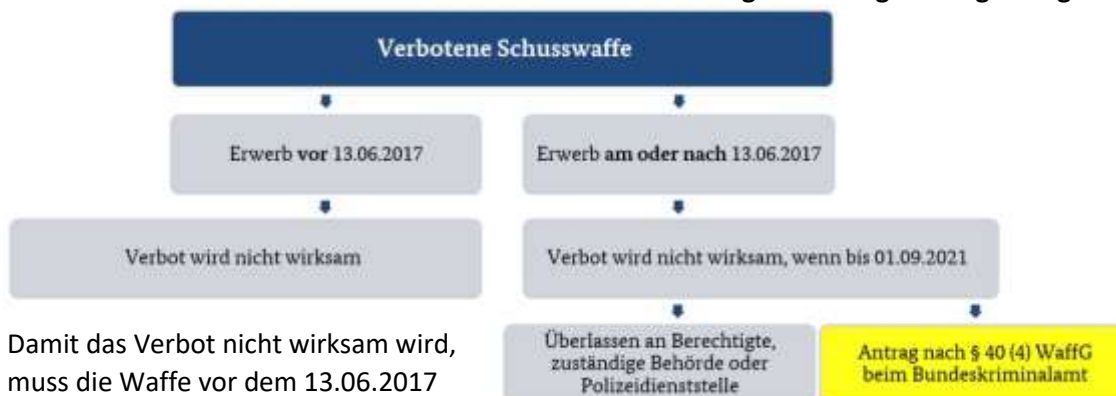 Verbotene Schusswaffe
Erwerb vor 13.06.2017
Erwerb am oder nach 13.06.2017
Verbot wird nicht wirksam
Verbot wird nicht wirksam, wenn bis 01.09.2021
Überlassen an Berechtigte,
zuständige Behörde oder
Polizeidienststelle
Antrag nach § 40 (4) WaffG
beim Bundeskriminalamt
Damit das Verbot nicht wirksam wird,
muss die Waffe vor dem 13.06.2017